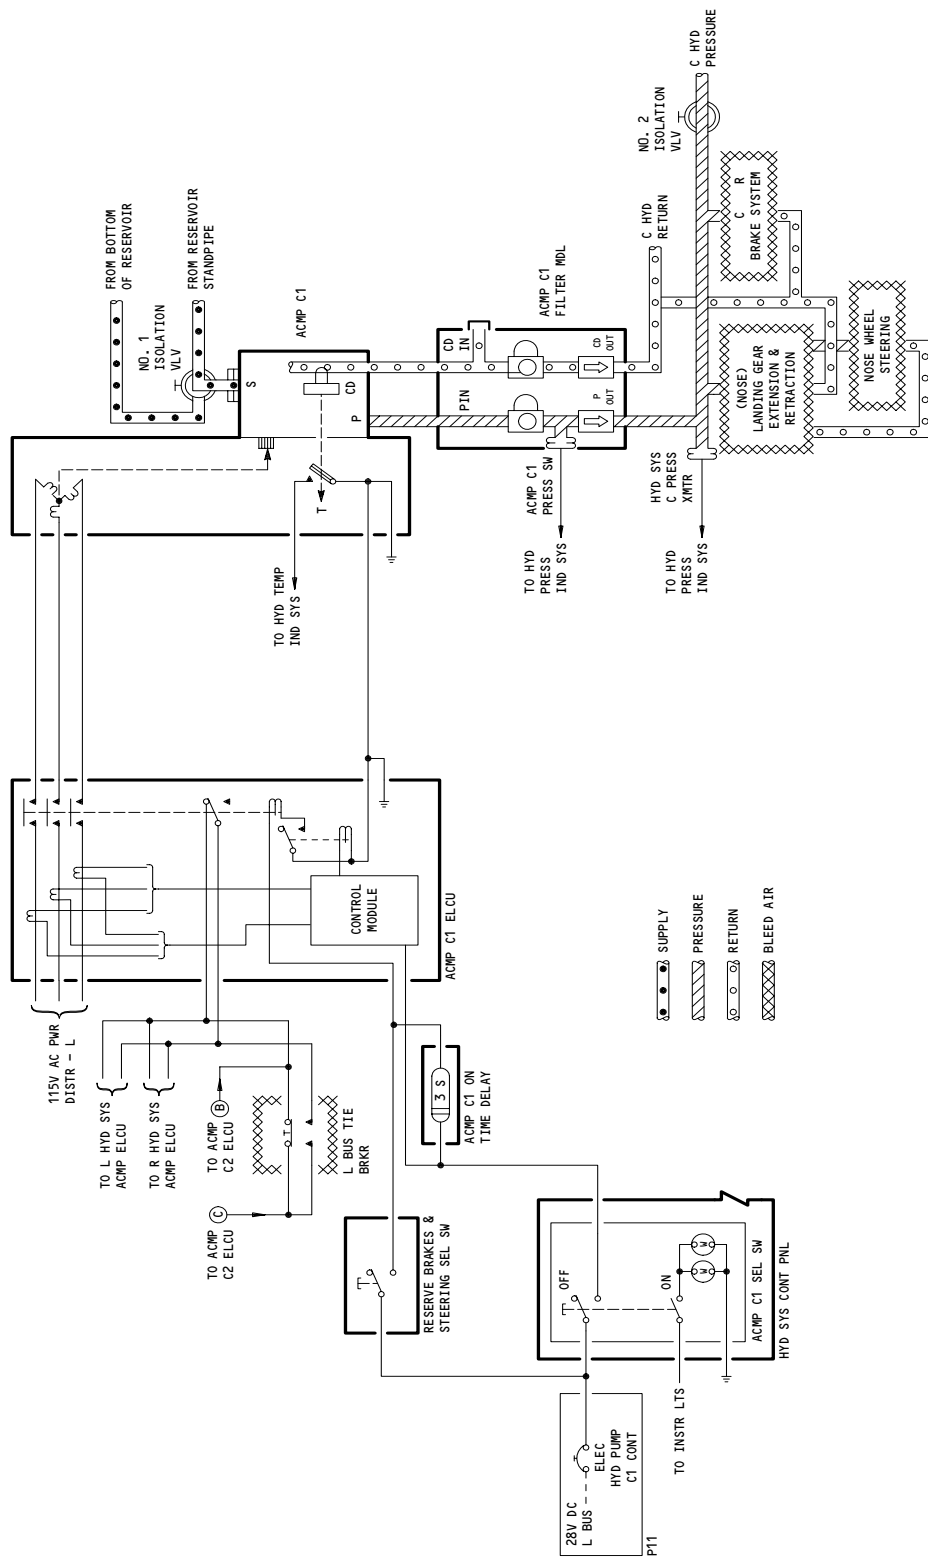 FROM BOTTOM
OF RESERVOIR
NO. 1
ISOLATION
VLV
FROM RESERVOIR
STANDPIPE
S
ACMP C1
CD
P
T
TO HYD TEMP
IND SYS
CD
IN
PIN
ACMP C1
FILTER MDL
CD
OUT
P
OUT
ACMP C1
PRESS SW
TO HYD
PRESS
IND SYS
C HYD
RETURN
NO. 2
ISOLATION
VLV
C HYD
PRESSURE
HYD SYS
C PRESS
XMTR
TO HYD
PRESS
IND SYS
C R
BRAKE SYSTEM
(NOSE)
LANDING GEAR
EXTENSION &
RETRACTION
NOSE WHEEL
STEERING
CONTROL
MODULE
ACMP C1 ELCU
115V AC PWR
DISTR - L
TO L HYD SYS
ACMP ELCU
TO R HYD SYS
ACMP ELCU
TO ACMP
C2 ELCU
B
T
L BUS TIE
BRKR
TO ACMP
C2 ELCU
C
3 S
ACMP C1 ON
TIME DELAY
RESERVE BRAKES &
STEERING SEL SW
OFF
ON
W
W
ACMP C1 SEL SW
HYD SYS CONT PNL
28V DC
L BUS
ELEC
HYD PUMP
C1 CONT
P11
TO INSTR LTS
SUPPLY
PRESSURE
RETURN
BLEED AIR